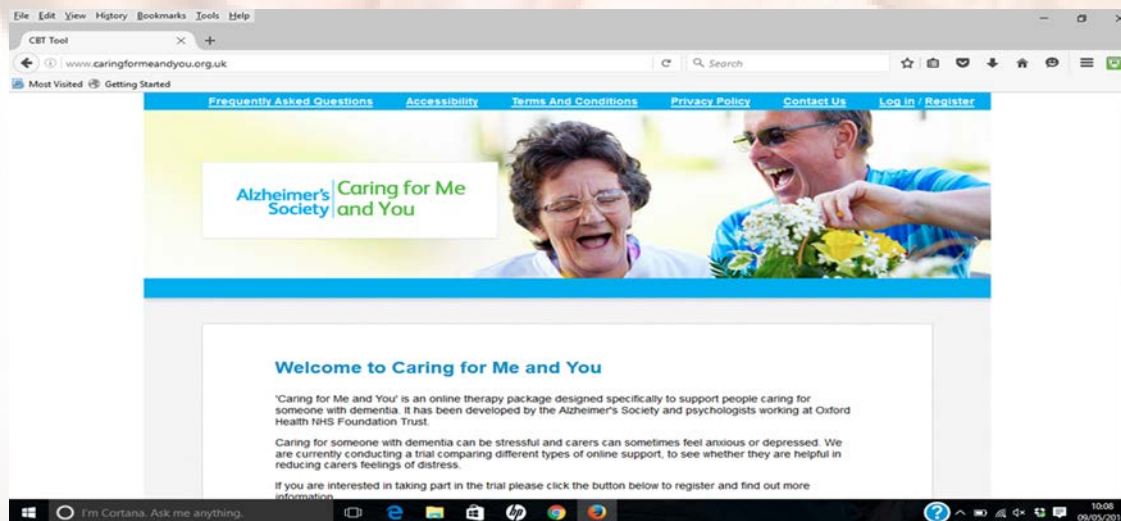 File Edit View History Bookmarks Tools Help
CBT Tool
www.caringformeandyou.org.uk
Search
Most Visited Getting Started
Frequently Asked Questions Accessibility Terms And Conditions Privacy Policy Contact Us Log in / Register
Alzheimer's Society
Caring for Me and You
Welcome to Caring for Me and You
'Caring for Me and You' is an online therapy package designed specifically to support people caring for
someone with dementia. It has been developed by the Alzheimer's Society and psychologists working at Oxford
Health NHS Foundation Trust.
Caring for someone with dementia can be stressful and carers can sometimes feel anxious or depressed. We
are currently conducting a trial comparing different types of online support, to see whether they are helpful in
reducing carers feelings of distress.
If you are interested in taking part in the trial please click the button below to register and find out more
information
I'm Cortana. Ask me anything.
hp
10:08
09/05/201